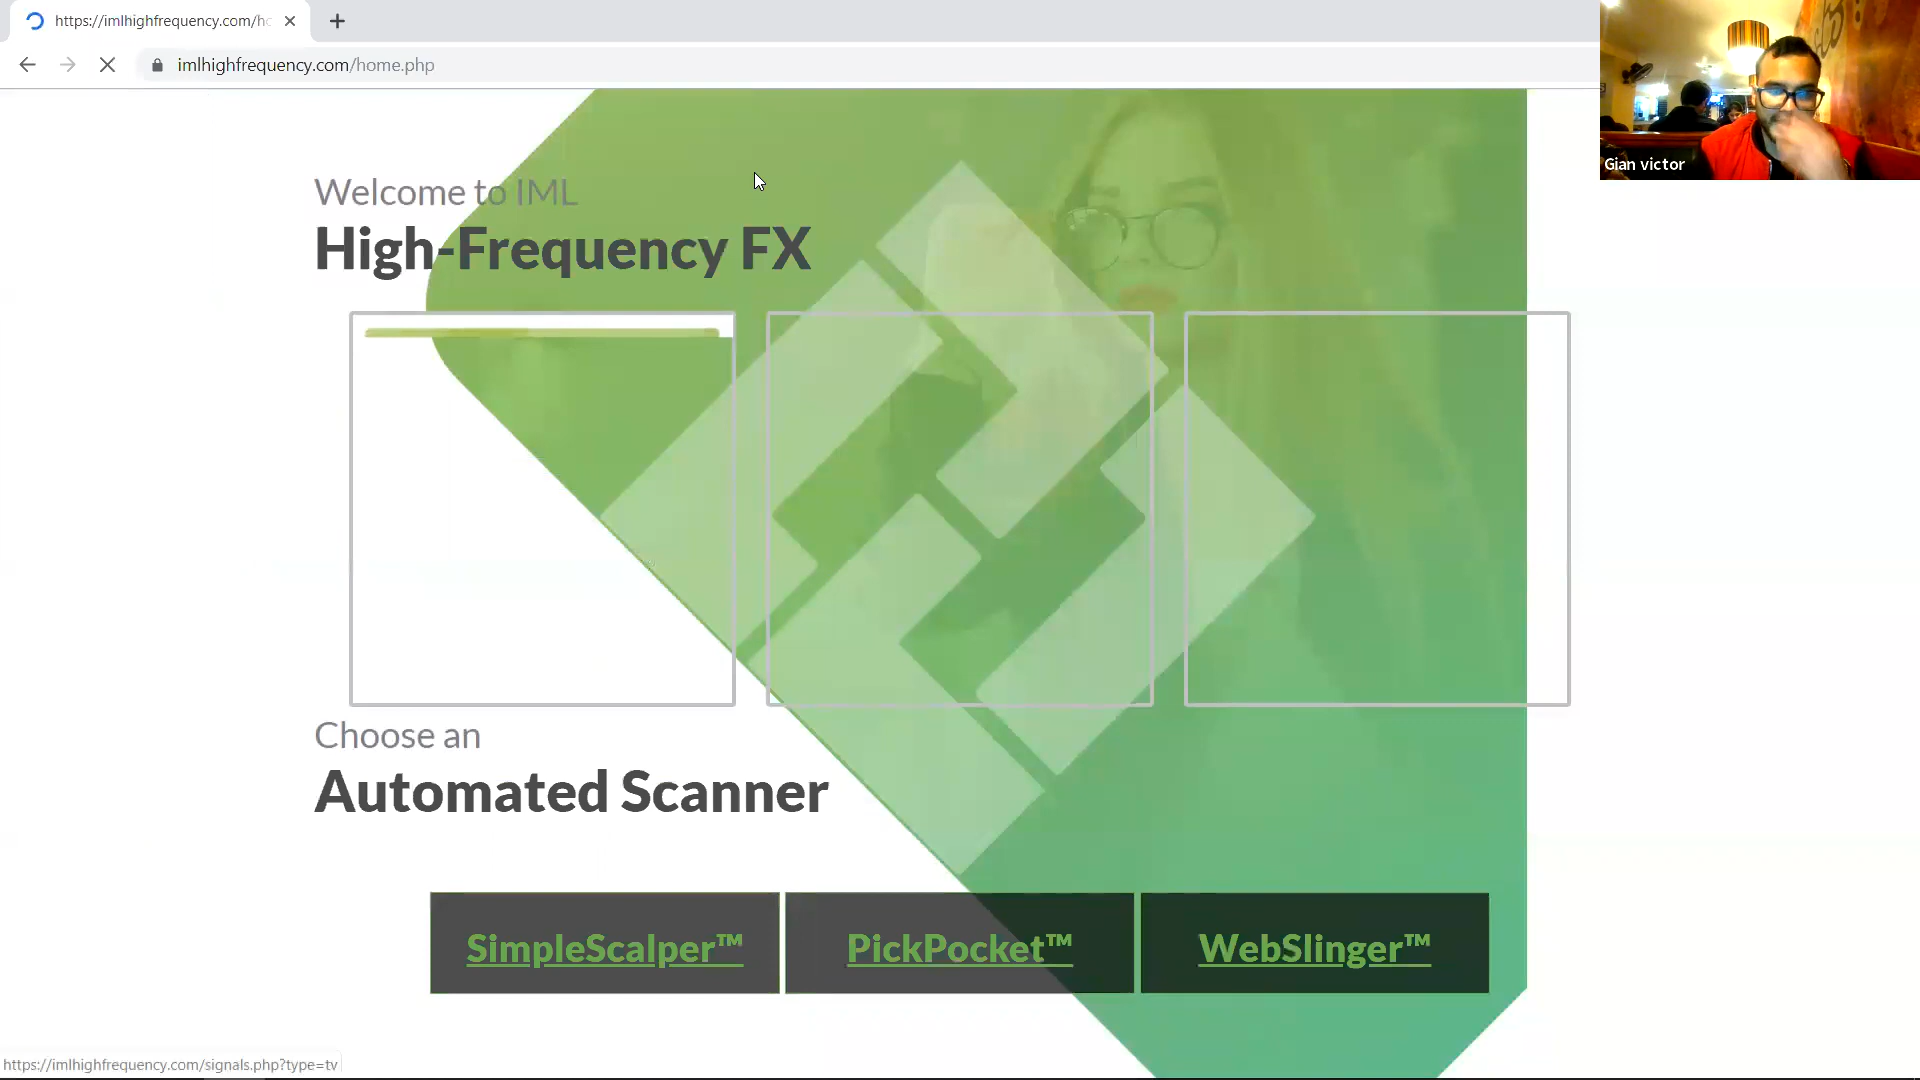 https://imlhighfrequency.com/hc
imlhighfrequency.com/home.php
Gian victor
Welcome to IML
High-Frequency FX
Choose an
Automated Scanner
SimpleScalper™
PickPocket™
WebSlinger™
https://imlhighfrequency.com/signals.php?type=tv